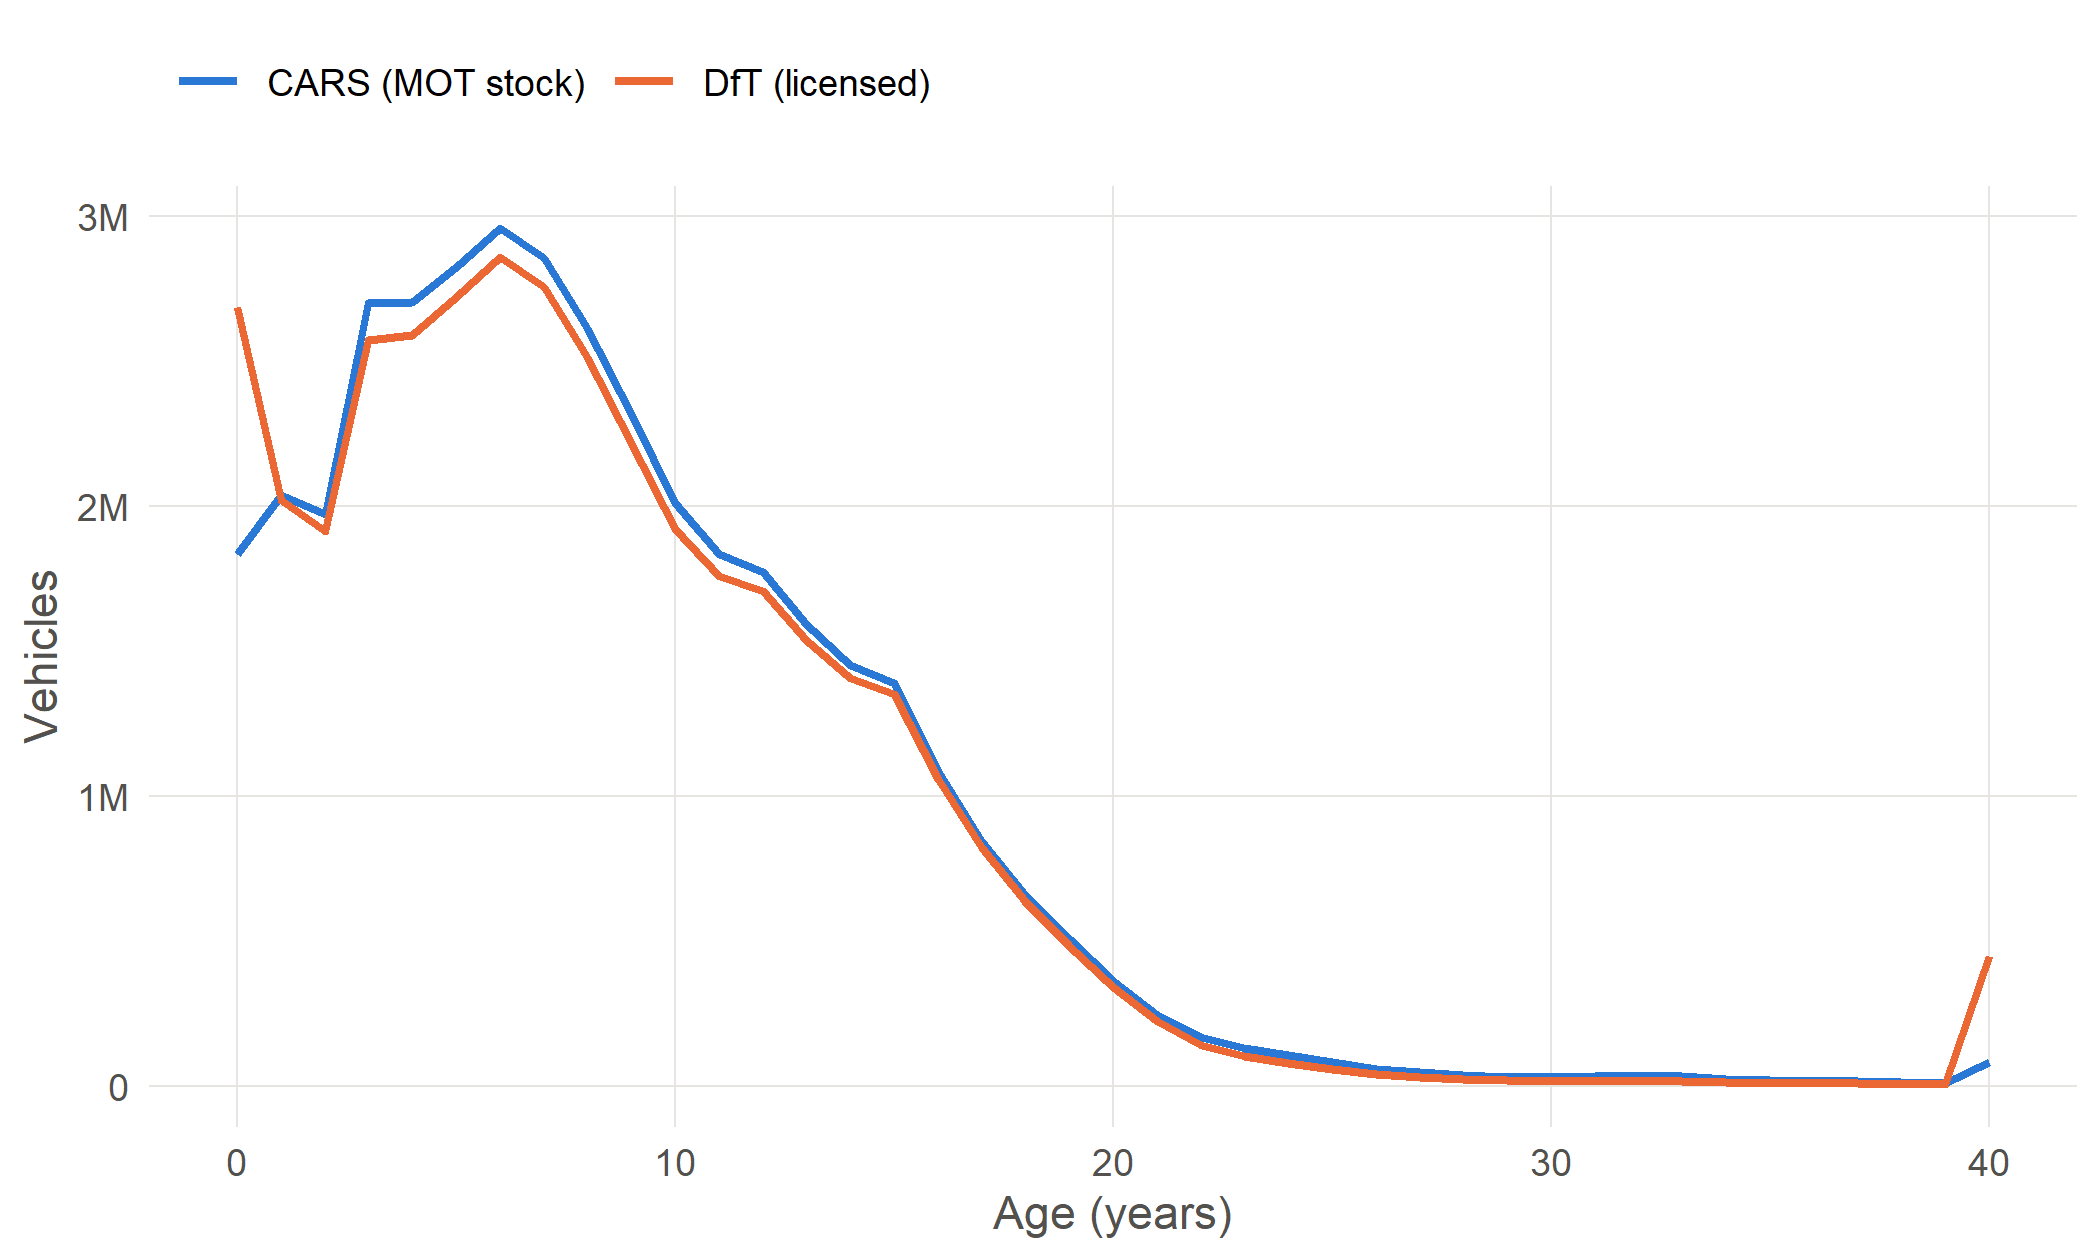 CARS (MOT stock) DfT (licensed)
3M
2M
1M
0
Vehicles
0 10 20 30 40
Age (years)